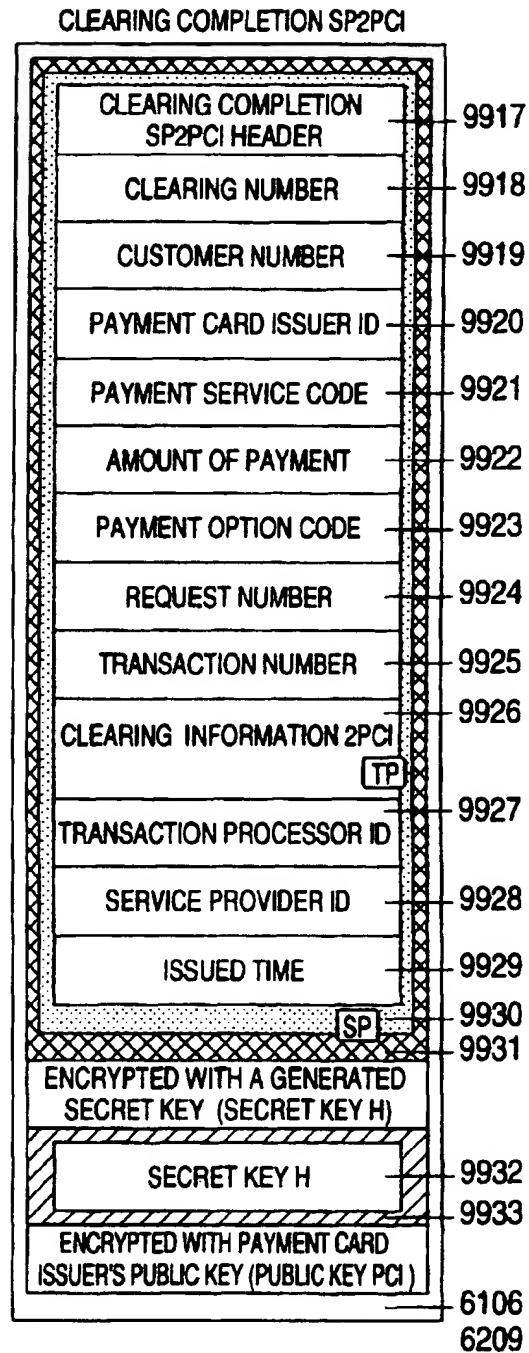 CLEARING COMPLETION SP2PCI
CLEARING COMPLETION
SP2PCI HEADER
9917
CLEARING NUMBER
9918
CUSTOMER NUMBER
9919
PAYMENT CARD ISSUER ID
9920
PAYMENT SERVICE CODE
9921
AMOUNT OF PAYMENT
9922
PAYMENT OPTION CODE
9923
REQUEST NUMBER
9924
TRANSACTION NUMBER
9925
9926
CLEARING INFORMATION 2PCI
TP
9927
TRANSACTION PROCESSOR ID
SERVICE PROVIDER ID
9928
ISSUED TIME
9929
SP
9930
9931
ENCRYPTED WITH A GENERATED
SECRET KEY (SECRET KEY H)
SECRET KEY H
9932
9933
ENCRYPTED WITH PAYMENT CARD
ISSUER'S PUBLIC KEY (PUBLIC KEY PCI)
6106
6209